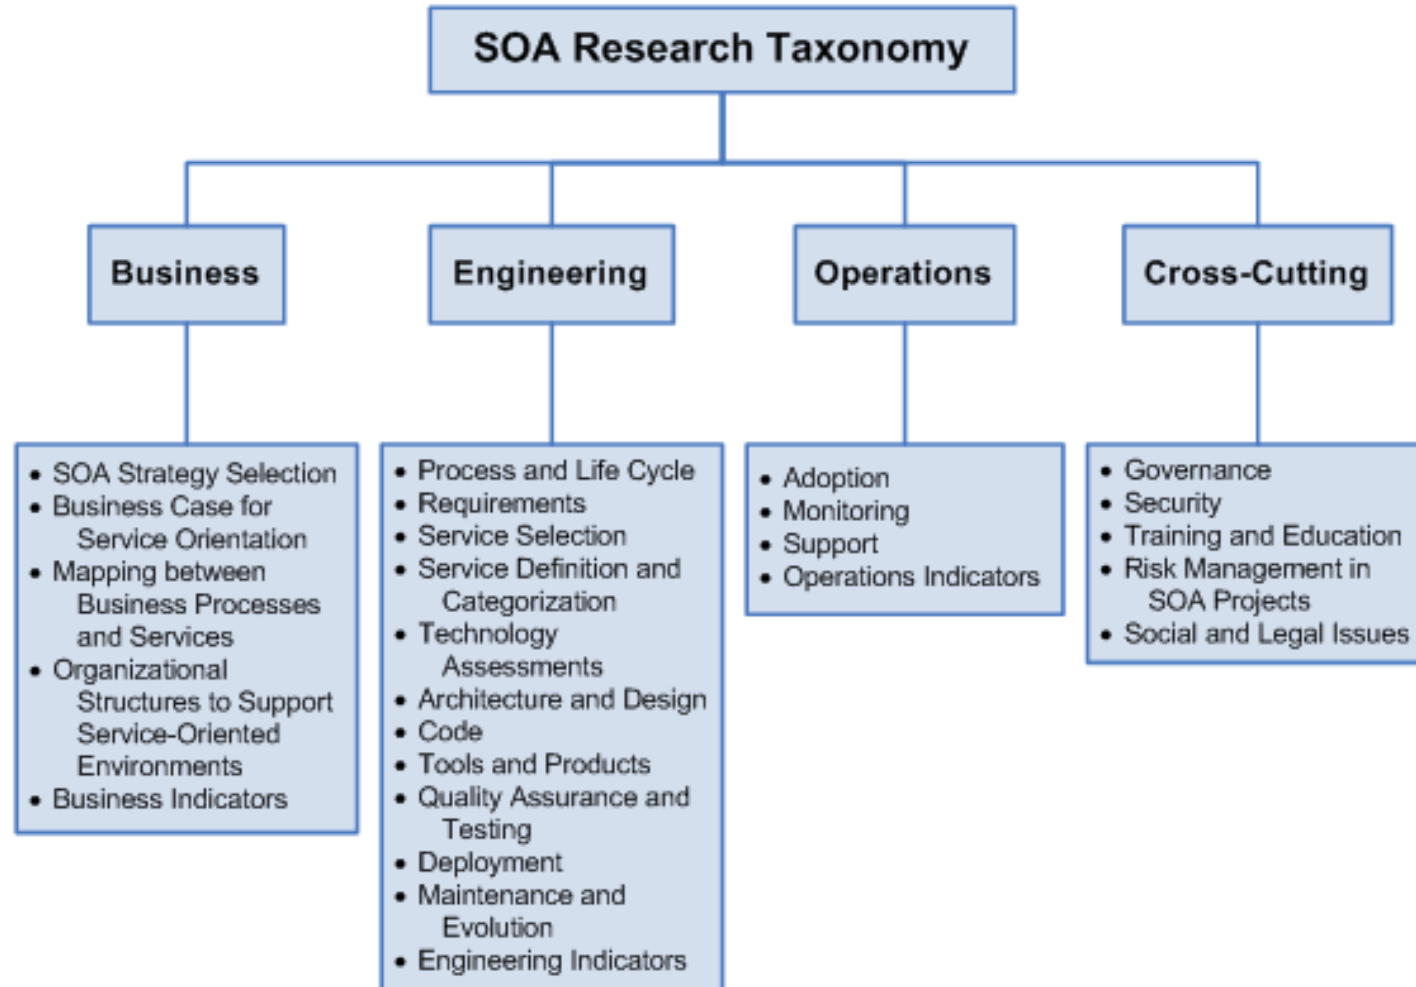 SOA Research Taxonomy
Business
Engineering
Operations
Cross-Cutting
• SOA Strategy Selection
• Business Case for
Service Orientation
• Mapping between
Business Processes
and Services
• Organizational
Structures to Support
Service-Oriented
Environments
• Business Indicators
• Process and Life Cycle
• Requirements
• Service Selection
• Service Definition and
Categorization
• Technology
Assessments
• Architecture and Design
• Code
• Tools and Products
• Quality Assurance and
Testing
• Deployment
• Maintenance and
Evolution
• Engineering Indicators
• Adoption
• Monitoring
• Support
• Operations Indicators
• Governance
• Security
• Training and Education
• Risk Management in
SOA Projects
• Social and Legal Issues